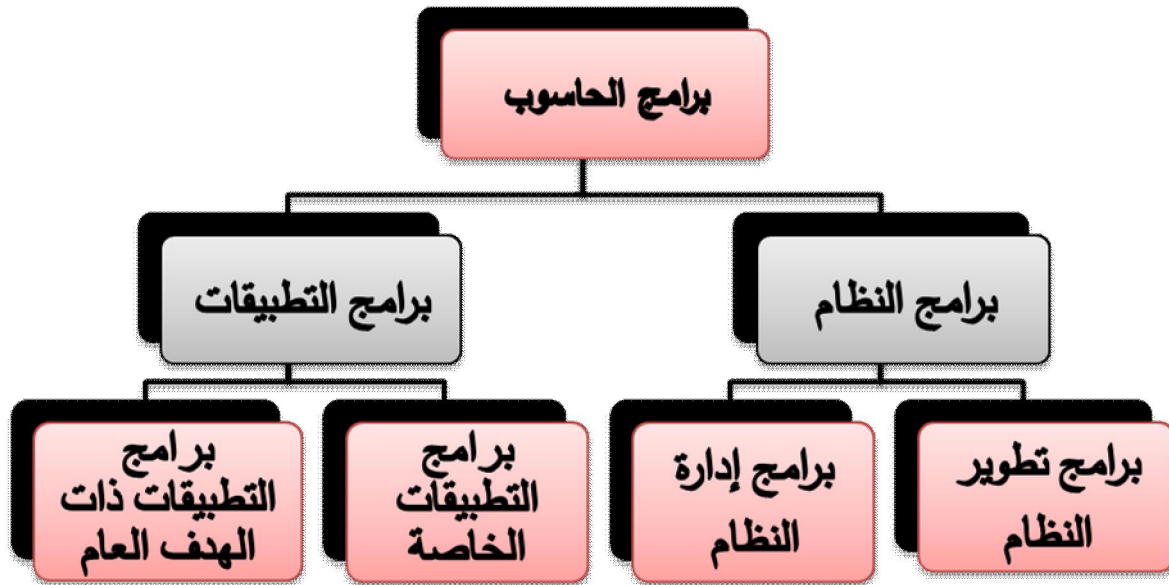 برامج الحاسوب
برامج النظام
برامج التطبيقات
برامج تطوير
النظام
برامج إدارة
النظام
برامج
التطبيقات
الخاصة
برامج
التطبيقات ذات
الهدف العام